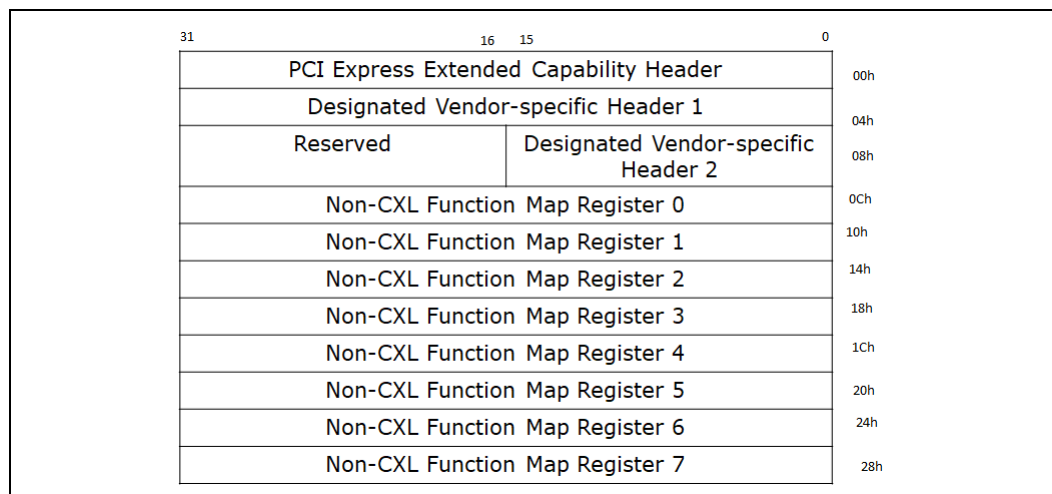 31 16 15 0
PCI Express Extended Capability Header 00h
Designated Vendor-specific Header 1 04h
Reserved Designated Vendor-specific 08h
Header 2
Non-CXL Function Map Register 0 0Ch
Non-CXL Function Map Register 1 10h
Non-CXL Function Map Register 2 14h
Non-CXL Function Map Register 3 18h
Non-CXL Function Map Register 4 1Ch
Non-CXL Function Map Register 5 20h
Non-CXL Function Map Register 6 24h
Non-CXL Function Map Register 7 28h